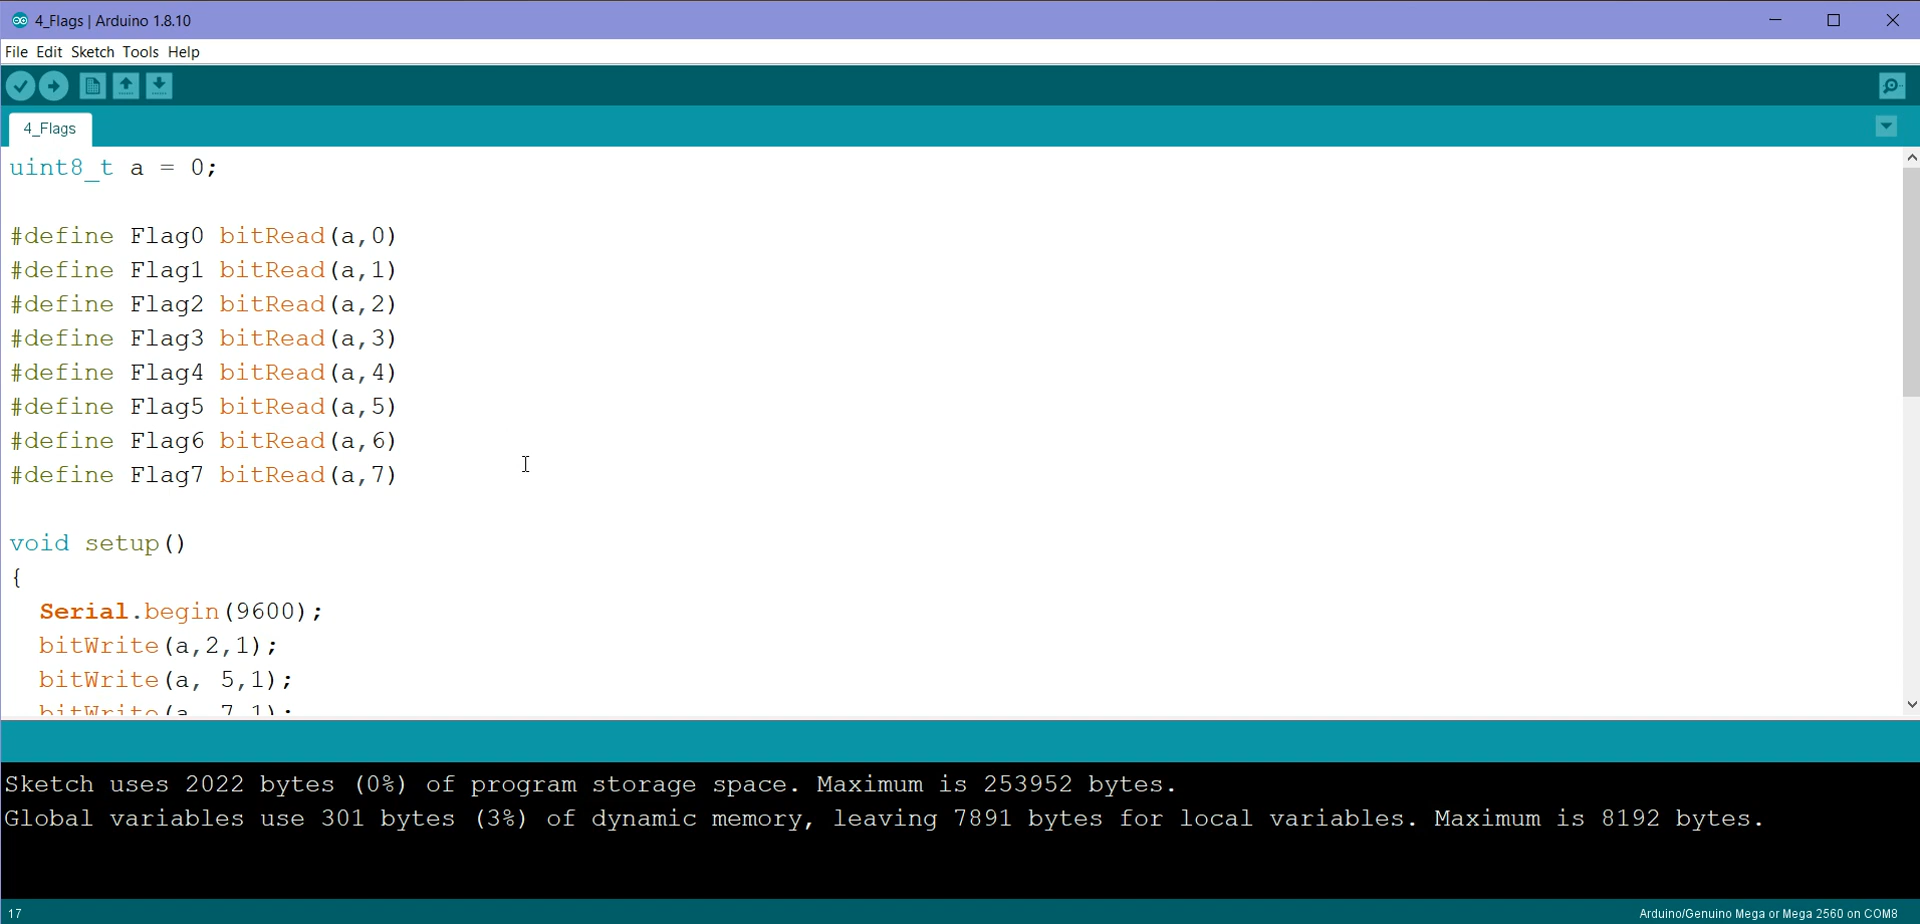 4_Flags | Arduino 1.8.10
File Edit Sketch Tools Help
4_Flags
uint8_t a = 0;
#define Flag0 bitRead(a,0)
#define Flag1 bitRead(a,1)
#define Flag2 bitRead(a,2)
#define Flag3 bitRead(a,3)
#define Flag4 bitRead(a,4)
#define Flag5 bitRead(a,5)
#define Flag6 bitRead(a,6)
#define Flag7 bitRead(a,7)
void setup()
{
Serial.begin(9600);
bitWrite(a,2,1);
bitWrite(a, 5,1);
bitWrite(a, 7,1);
Sketch uses 2022 bytes (0%) of program storage space. Maximum is 253952 bytes.
Global variables use 301 bytes (3%) of dynamic memory, leaving 7891 bytes for local variables. Maximum is 8192 bytes.
17
Arduino/Genuino Mega or Mega 2560 on COM8